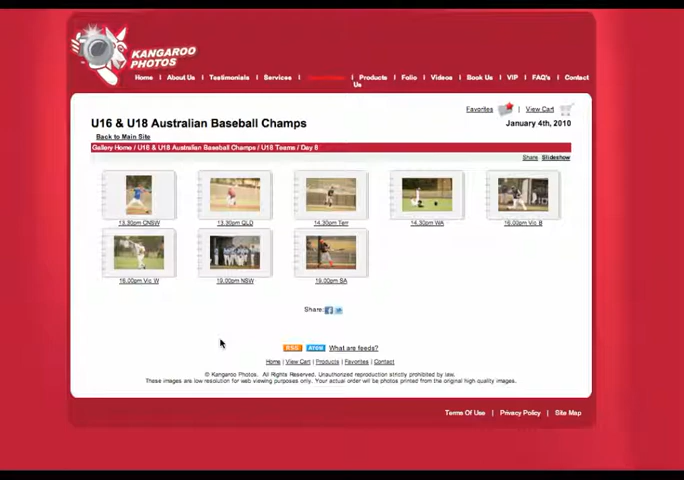 KANGAROO
PHOTOS
Home | About Us | Testimonials | Services | | Products | Folio | Videos | Book Us | VIP | FAQ's | Contact
Us
Favorites | View Cart
U16 & U18 Australian Baseball Champs
January 4th, 2010
Back to Main Site
Gallery Home / U16 & U18 Australian Baseball Champs / U18 Teams / Day 8
Share Slideshow
13.30pm CNSW
13.30pm QLD
14.30pm Terr
14.30pm WA
16.00pm Vic B
16.00pm Vic W
19.00pm NSW
19.00pm SA
Share:
RSS ATOM What are feeds?
Home | View Cart | Products | Favorites | Contact
© Kangaroo Photos. All Rights Reserved. Unauthorized reproduction strictly prohibited by law.
These images are low resolution for web viewing purposes only. Your actual order will be photos printed from the original high quality images.
Terms Of Use | Privacy Policy | Site Map